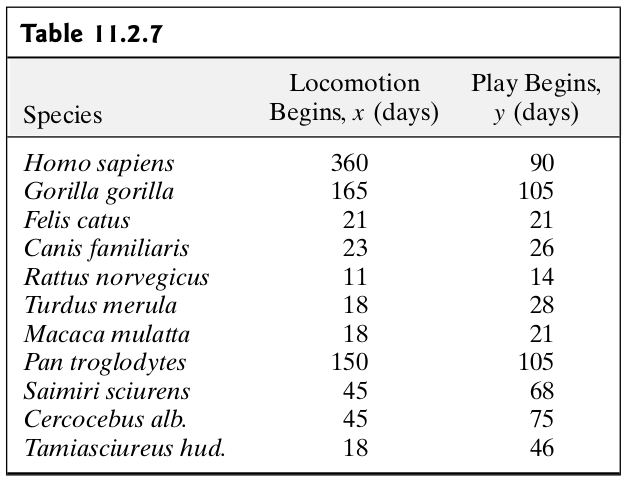 Table 11.2.7
Locomotion Play Begins,
Species Begins, x (days) y (days)
Homo sapiens 360 90
Gorilla gorilla 165 105
Felis catus 21 21
Canis familiaris 23 26
Rattus norvegicus 11 14
Turdus merula 18 28
Macaca mulatta 18 21
Pan troglodytes 150 105
Saimiri sciurens 45 68
Cercocebus alb. 45 75
Tamiasciureus hud. 18 46